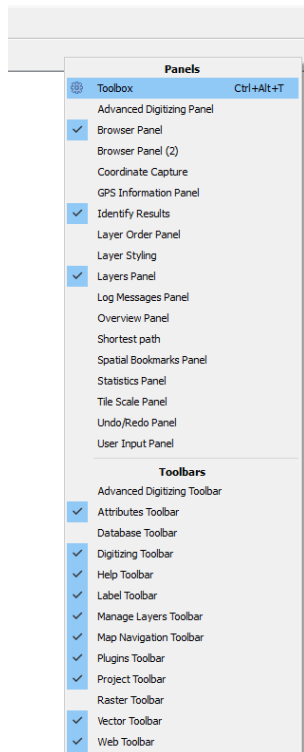 Panels
Toolbox Ctrl+Alt+T
Advanced Digitizing Panel
Browser Panel
Browser Panel (2)
Coordinate Capture
GPS Information Panel
Identify Results
Layer Order Panel
Layer Styling
Layers Panel
Log Messages Panel
Overview Panel
Shortest path
Spatial Bookmarks Panel
Statistics Panel
Tile Scale Panel
Undo/Redo Panel
User Input Panel
Toolbars
Advanced Digitizing Toolbar
Attributes Toolbar
Database Toolbar
Digitizing Toolbar
Help Toolbar
Label Toolbar
Manage Layers Toolbar
Map Navigation Toolbar
Plugins Toolbar
Project Toolbar
Raster Toolbar
Vector Toolbar
Web Toolbar